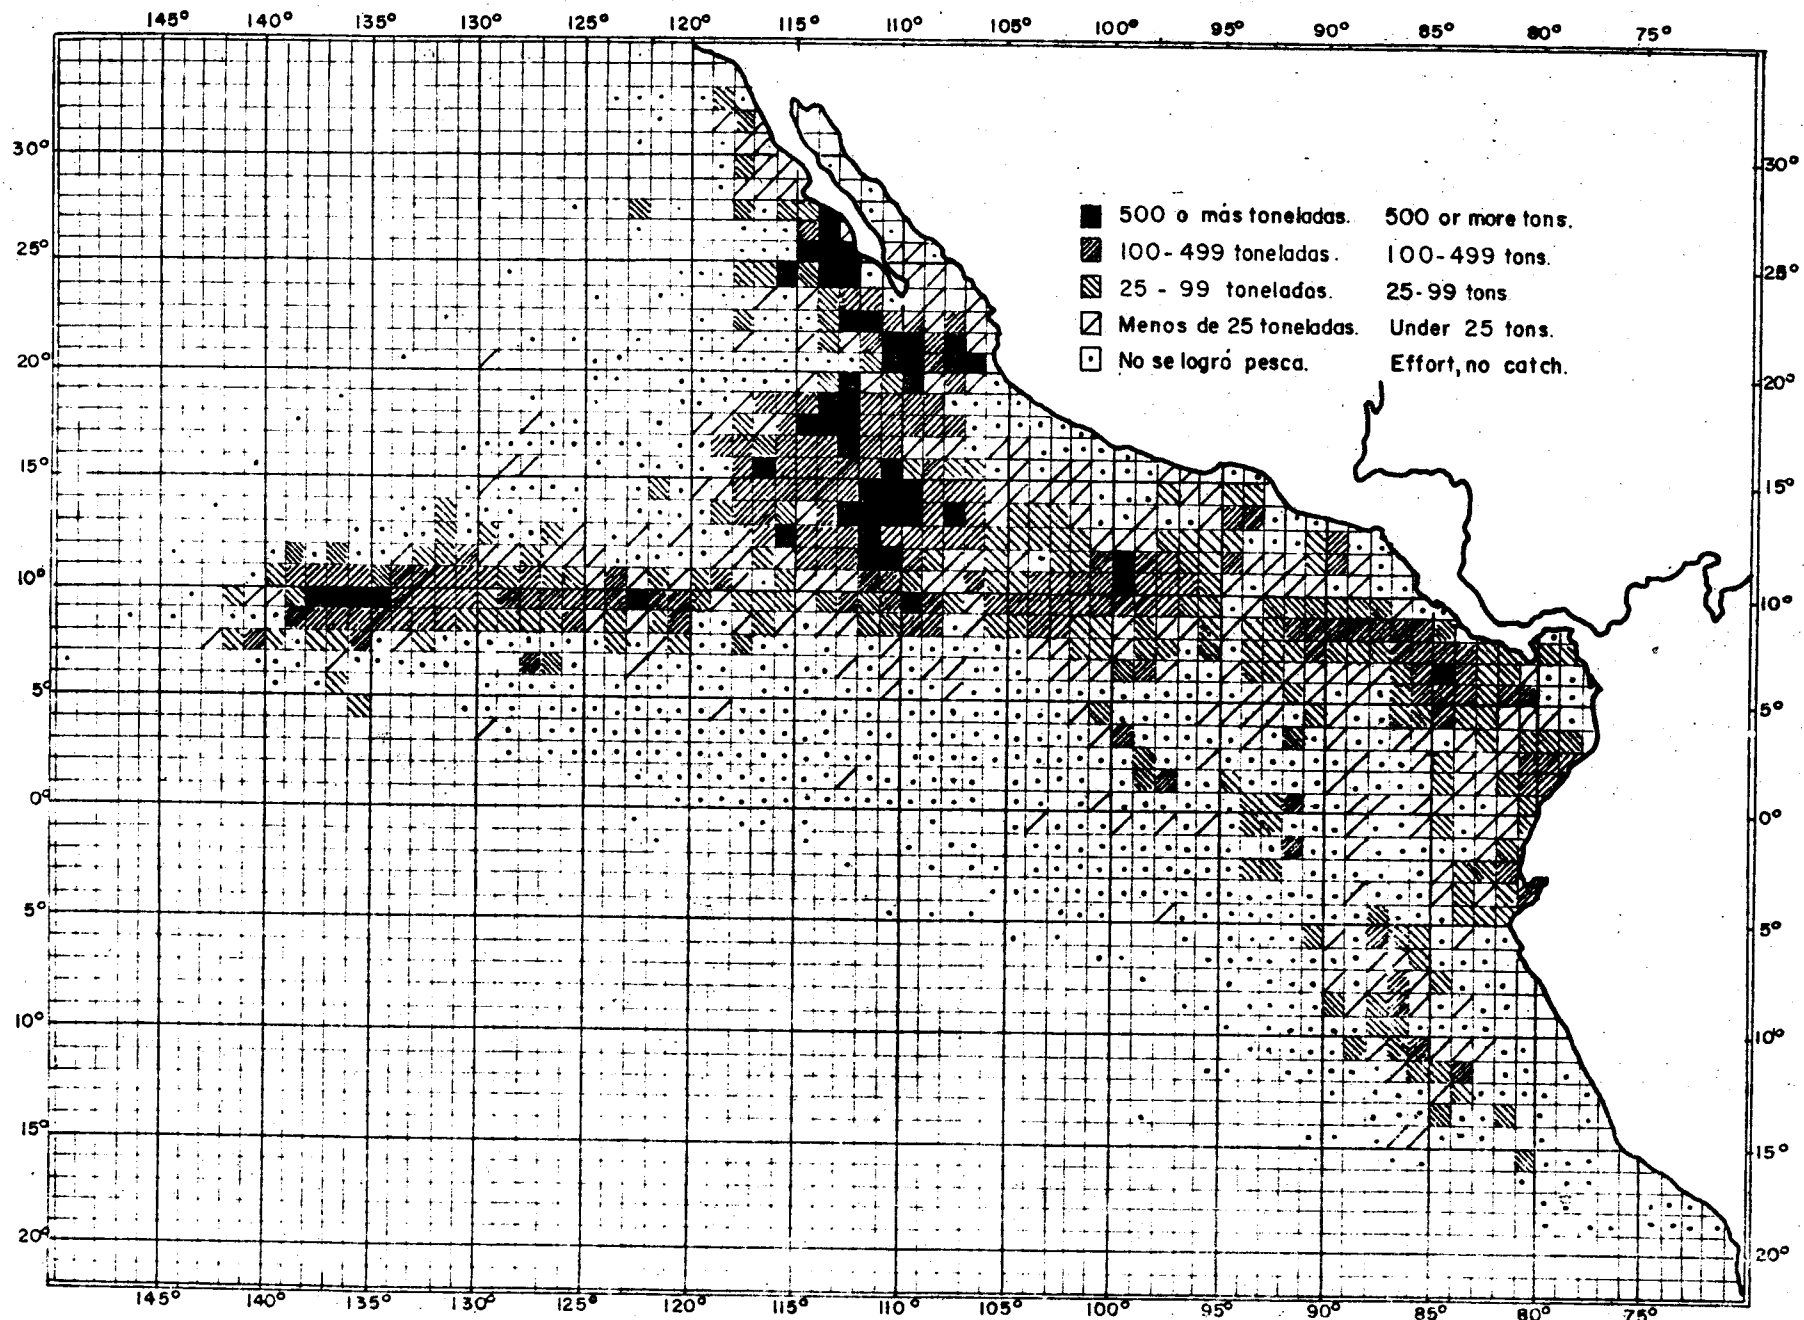 145° 140° 135° 130° 125° 120° 115° 110° 105° 100° 95° 90° 85° 80° 75°
30° 30°
500 o más toneladas. 500 or more tons.
100-499 toneladas. 100-499 tons.
25° 25°
25 - 99 toneladas. 25-99 tons
Menos de 25 toneladas. Under 25 tons.
20° 20°
No se logró pesca. Effort, no catch.
15° 15°
10° 10°
5° 5°
0° 0°
5° 5°
10° 10°
15° 15°
20° 20°
145° 140° 135° 130° 125° 120° 115° 110° 105° 100° 95° 90° 85° 80° 75°